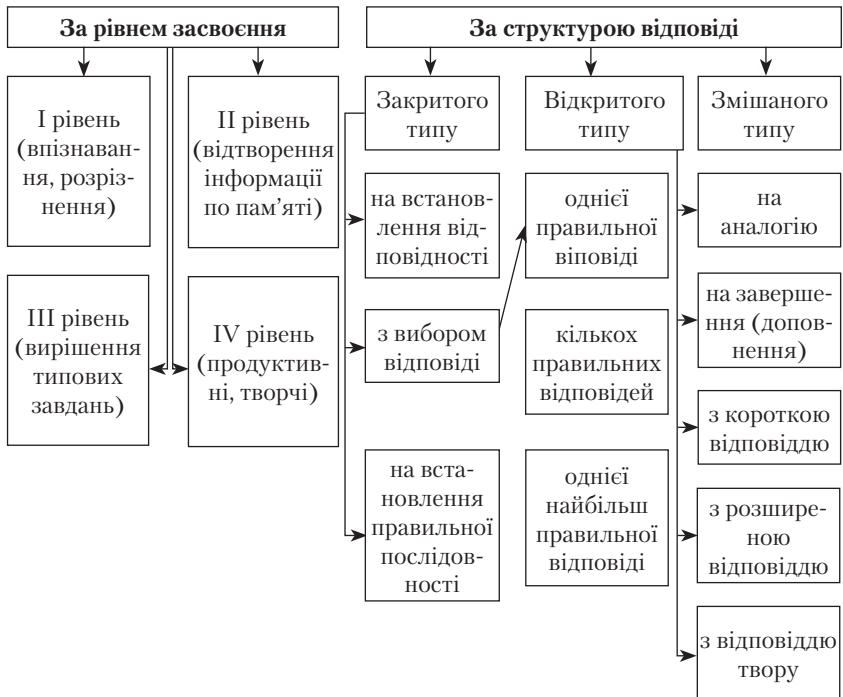 За рівнем засвоєння
За структурою відповіді
І рівень
(впізнаван-
ня, розріз-
нення)
ІІ рівень
(відтворення
інформації
по пам’яті)
ІІІ рівень
(вирішення
типових
завдань)
IV рівень
(продуктив-
ні, творчі)
Закритого
типу
Відкритого
типу
Змішаного
типу
на встанов-
лення від-
повідності
з вибором
відповіді
на вста-
новлення
правильної
послідов-
ності
однієї
правильної
віповіді
кількох
правильних
відповідей
однієї
найбільш
правильної
відповіді
на
аналогію
на заверше-
ння (допов-
нення)
з короткою
відповіддю
з розшире-
ною
відповіддю
з відповіддю
твору